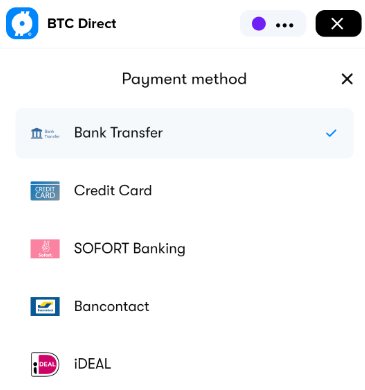 BTC Direct
Payment method
Bank Transfer
Bank Transfer
CREDIT CARD
Credit Card
Sofort.
SOFORT Banking
Bancontact
iDEAL
iDEAL